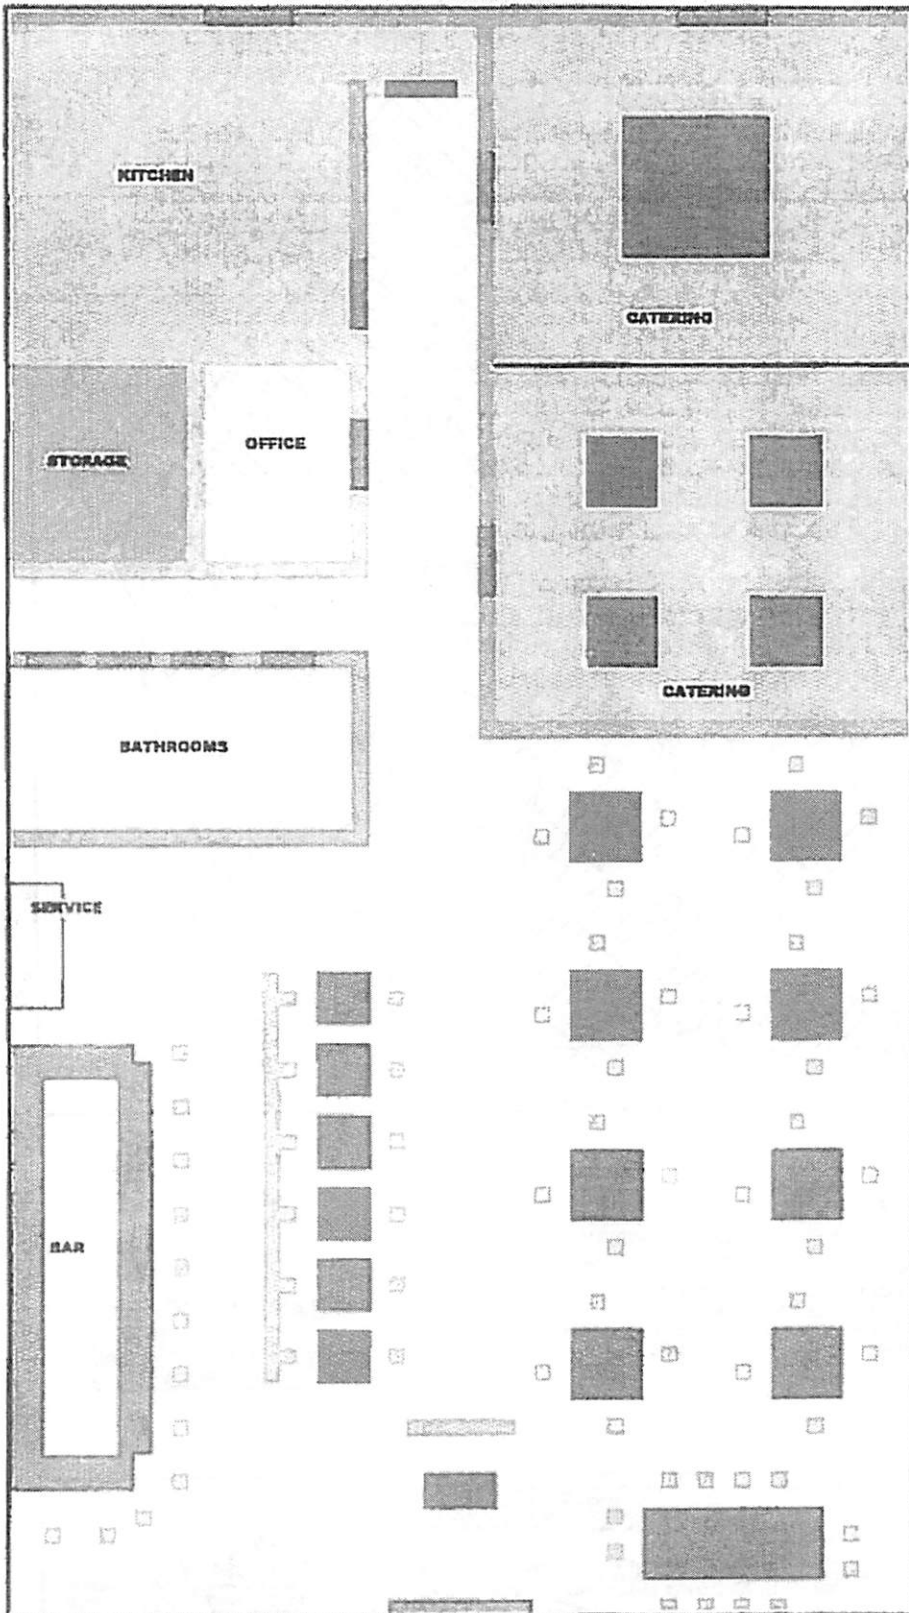 KITCHEN
CATERING
OFFICE
STORAGE
CATERING
BATHROOMS
SERVICE
BAR